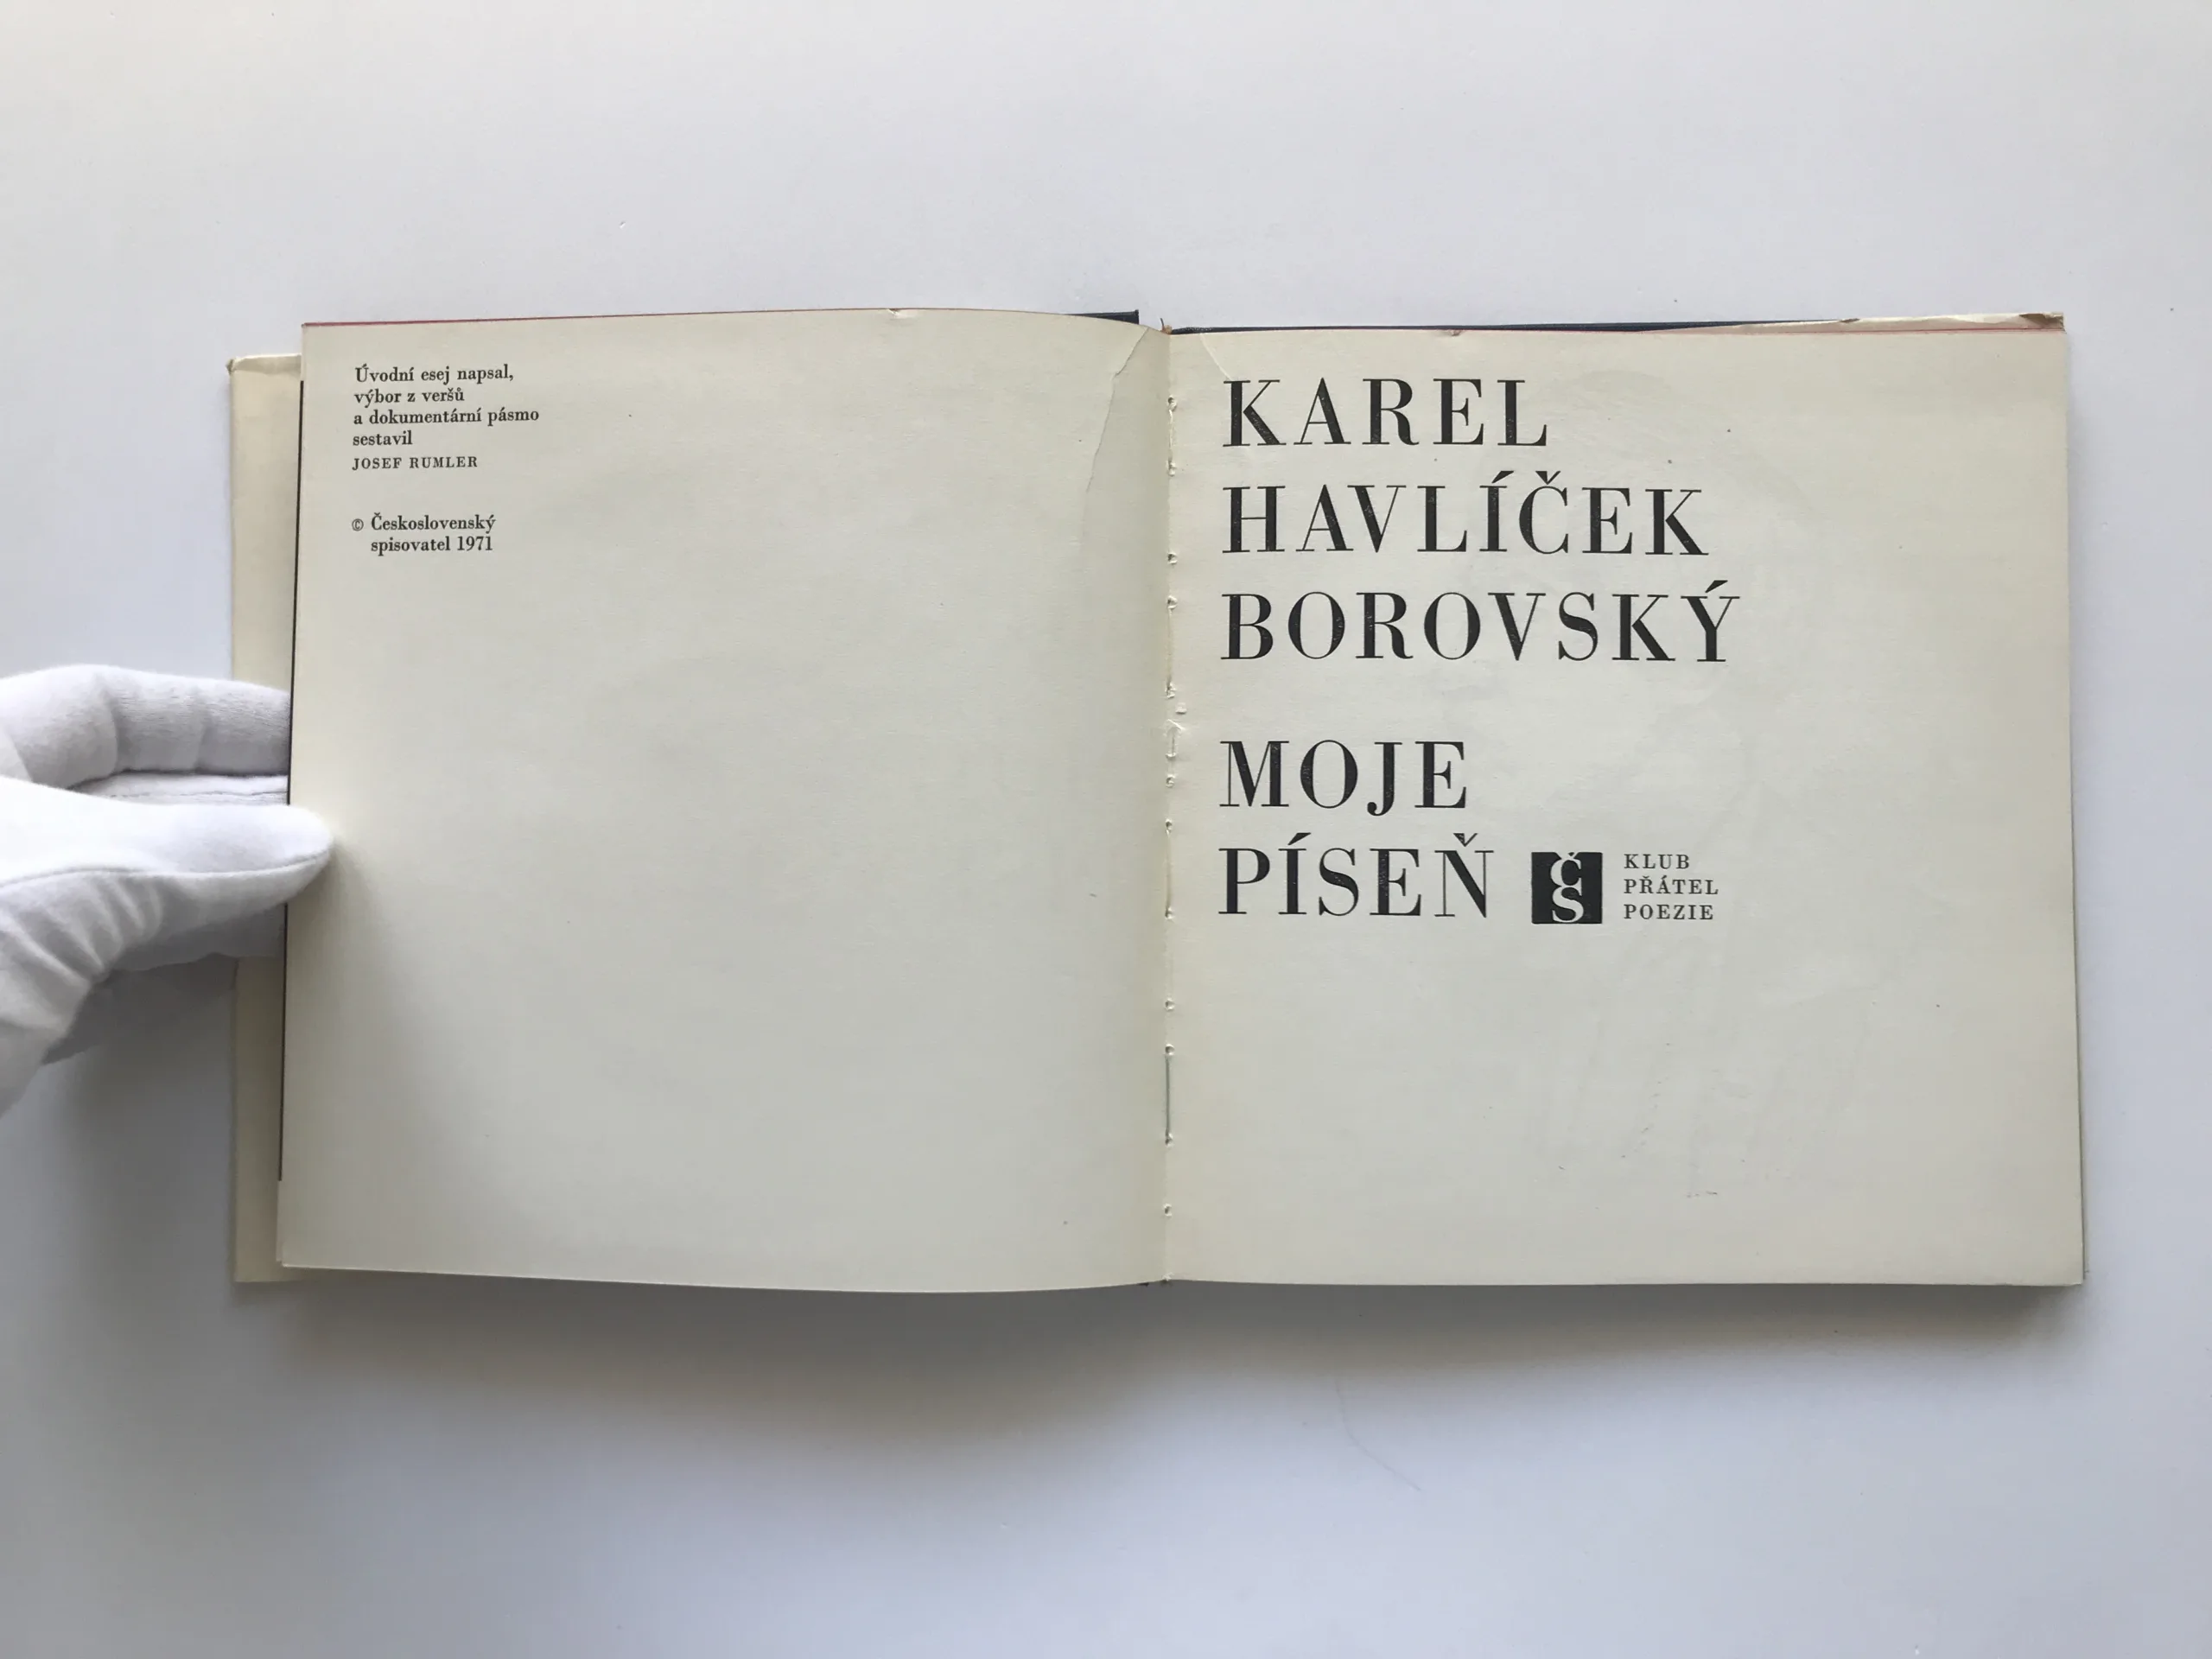 Úvodní esej napsal,
výbor z veršů
a dokumentární pásmo
sestavil
JOSEF RUMLER
© Československý
spisovatel 1971
KAREL
HAVLÍČEK
BOROVSKÝ
MOJE
PÍSEŇ
ČS
KLUB
PŘÁTEL
POEZIE